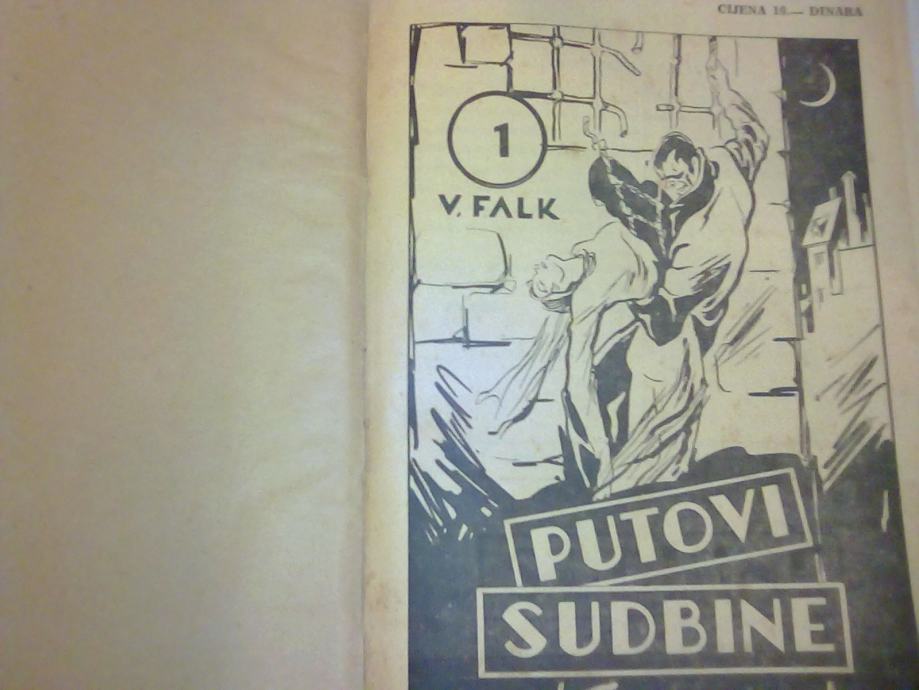 CIJENA 10.— DINARA
1
V. FALK
PUTOVI
SUDBINE